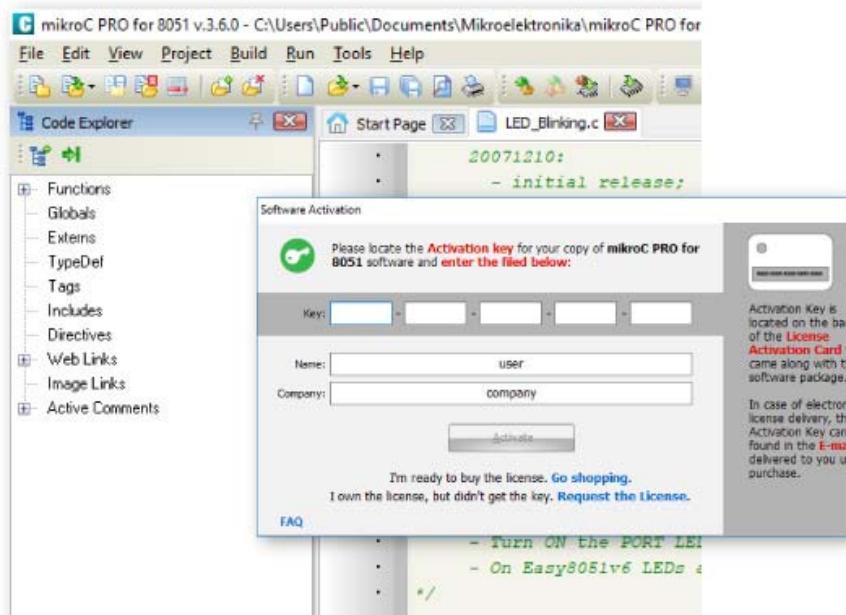 mikroC PRO for 8051 v.3.6.0 - C:\Users\Public\Documents\Mikroelektronika\mikroC PRO for
File Edit View Project Build Run Tools Help
Code Explorer
Start Page
LED_Blinking.c
Functions
Globals
Externs
TypeDef
Tags
Includes
Directives
Web Links
Image Links
Active Comments
20071210:
- initial release;
Software Activation
Please locate the Activation key for your copy of mikroC PRO for
8051 software and enter the filed below:
Key: - - - -
Name: user
Company: company
Activate
I'm ready to buy the license. Go shopping.
I own the license, but didn't get the key. Request the License.
FAQ
Activation Key is
located on the ba
of the License
Activation Card
came along with t
software package.
In case of electron
license delivery, th
Activation Key can
found in the E-ma
delivered to you u
purchase.
- Turn ON the PORT LE
- On Easy8051v6 LEDs a
*/